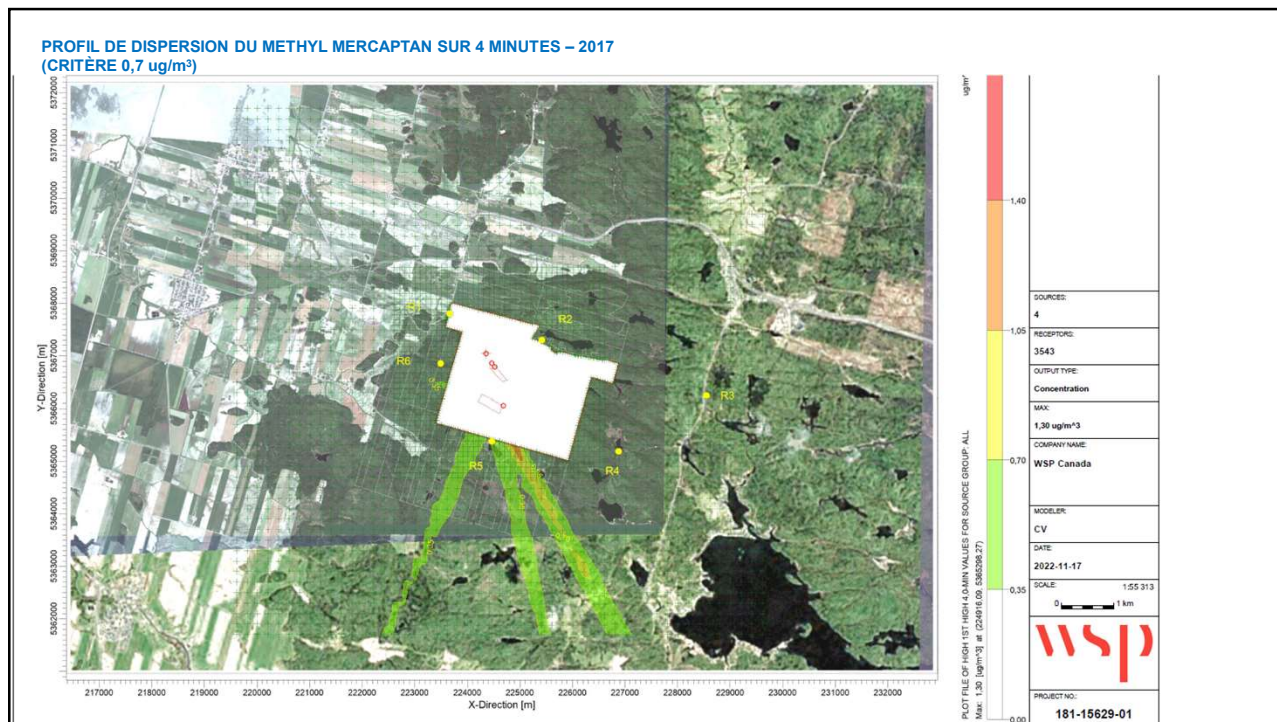 PROFIL DE DISPERSION DU METHYL MERCAPTAN SUR 4 MINUTES – 2017
(CRITÈRE 0,7 ug/m³)
5372000
5371000
5370000
5369000
5368000
5367000
5366000
5365000
5364000
5363000
5362000
Y-Direction [m]
R2
R6
R3
R5
R4
217000 218000 219000 220000 221000 222000 223000 224000 225000 226000 227000 228000 229000 230000 231000 232000
X-Direction [m]
PLOT FILE OF HIGH 1ST HIGH 4.0-MIN VALUES FOR SOURCE GROUP: ALL
Max: 1,30 [ug/m^3] at (224916.09, 5365298.27)
1,40
1,05
0,70
0,35
0,00
SOURCES:
4
RECEPTORS:
3543
OUTPUT TYPE:
Concentration
MAX:
1,30 ug/m^3
COMPANY NAME:
WSP Canada
MODELER:
CV
DATE:
2022-11-17
SCALE: 1:55 313
0 1 km
wsp
PROJECT NO.:
181-15629-01